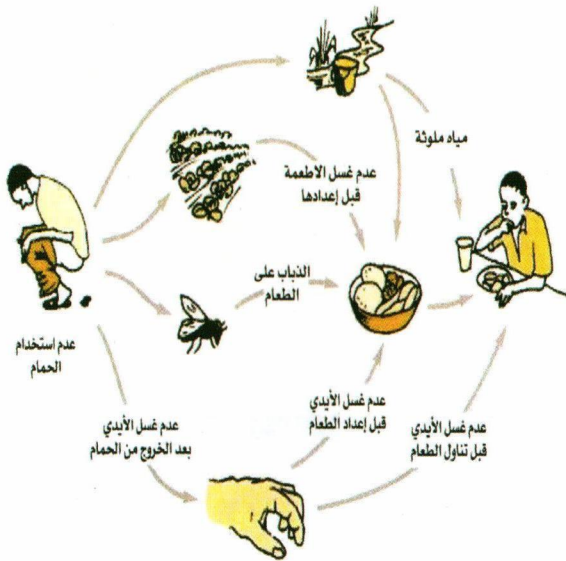 مياه ملوثة
عدم غسل الاطعمة
قبل إعدادها
الذباب على
الطعام
عدم استخدام
الحمام
عدم غسل الأيدي
بعد الخروج من الحمام
عدم غسل الأيدي
قبل إعداد الطعام
عدم غسل الأيدي
قبل تناول الطعام